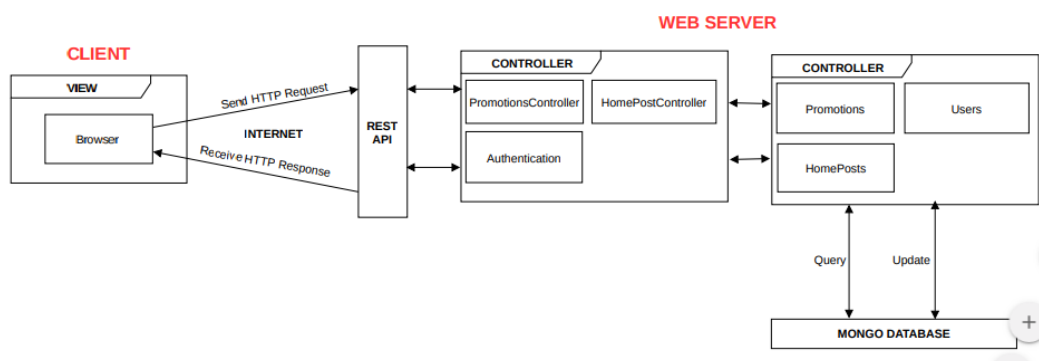 WEB SERVER
CLIENT
VIEW
Browser
Send HTTP Request
INTERNET
Receive HTTP Response
REST
API
CONTROLLER
PromotionsController
HomePostController
Authentication
CONTROLLER
Promotions
Users
HomePosts
Query
Update
MONGO DATABASE
+